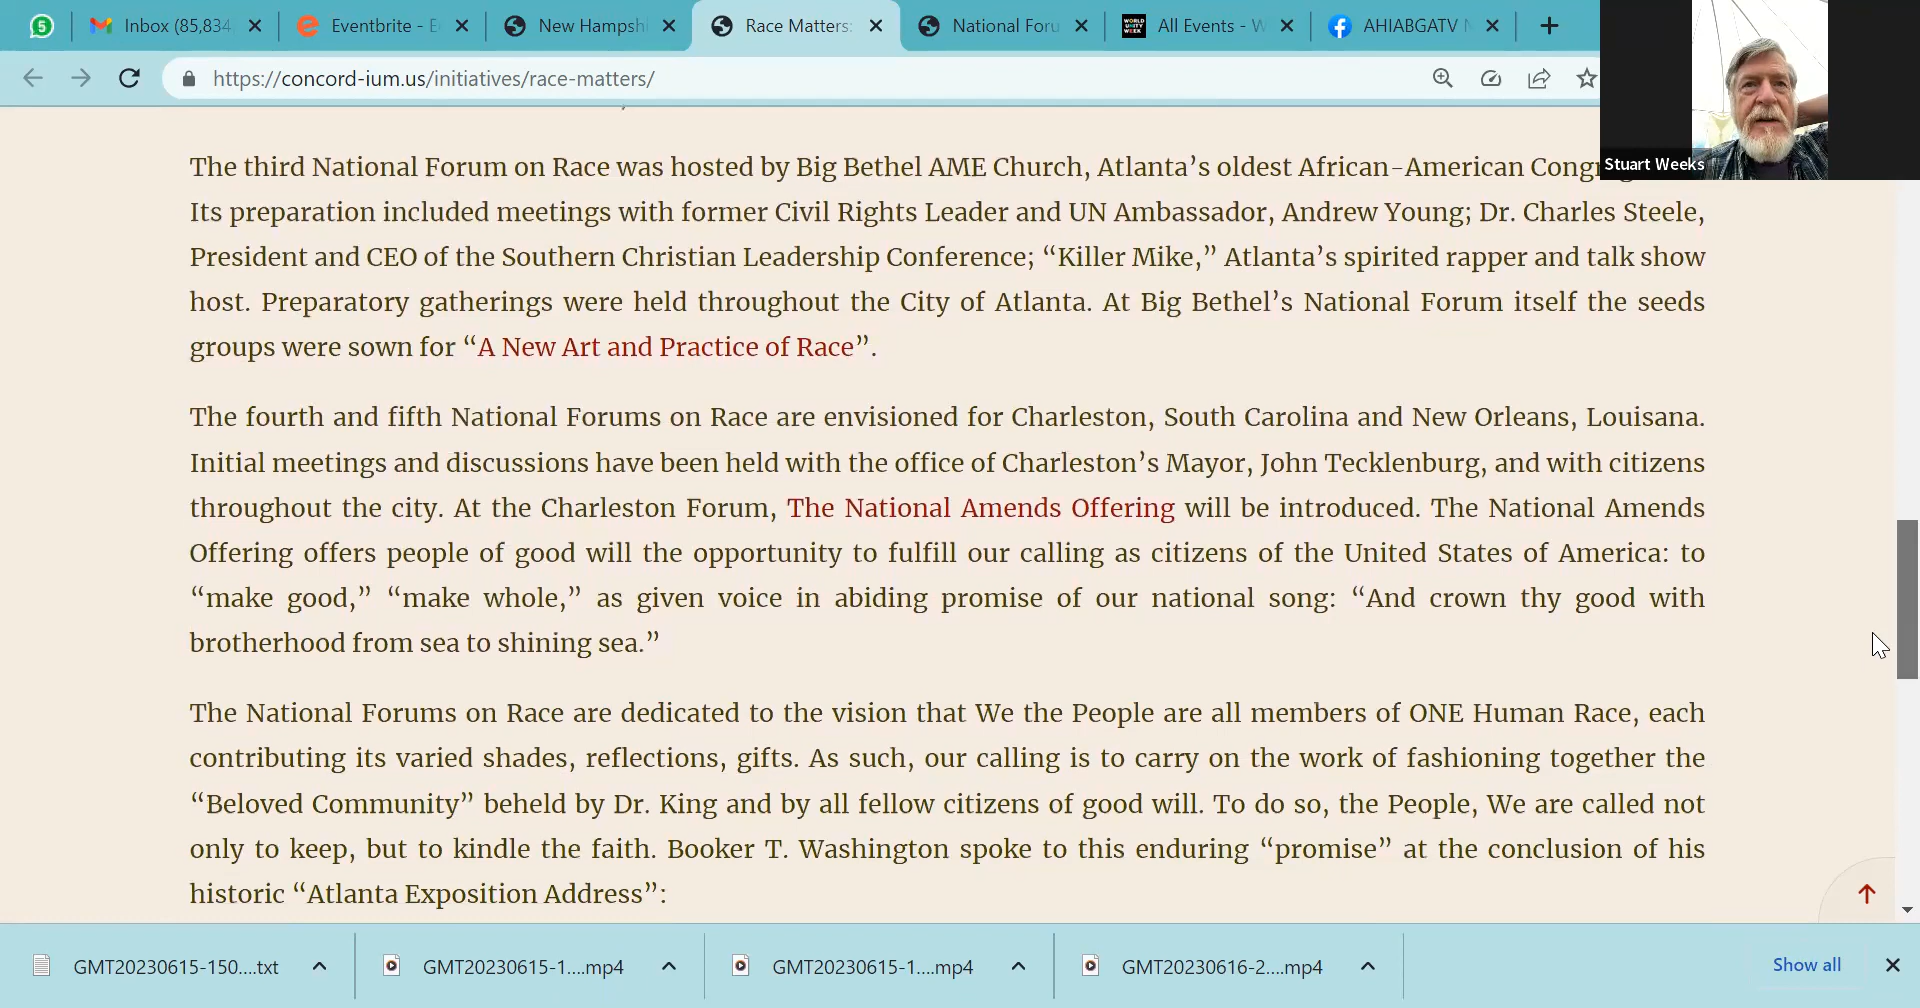 5
Inbox (85,834
Eventbrite - E
New Hampshi
Race Matters:
National Foru
All Events - W
AHIABGATV N
https://concord-ium.us/initiatives/race-matters/
Stuart Weeks
The third National Forum on Race was hosted by Big Bethel AME Church, Atlanta’s oldest African-American
Its preparation included meetings with former Civil Rights Leader and UN Ambassador, Andrew Young; Dr. Charles Steele,
President and CEO of the Southern Christian Leadership Conference; “Killer Mike,” Atlanta’s spirited rapper and talk show
host. Preparatory gatherings were held throughout the City of Atlanta. At Big Bethel’s National Forum itself the seeds
groups were sown for “A New Art and Practice of Race”.
The fourth and fifth National Forums on Race are envisioned for Charleston, South Carolina and New Orleans, Louisiana.
Initial meetings and discussions have been held with the office of Charleston’s Mayor, John Tecklenburg, and with citizens
throughout the city. At the Charleston Forum, The National Amends Offering will be introduced. The National Amends
Offering offers people of good will the opportunity to fulfill our calling as citizens of the United States of America: to
“make good,” “make whole,” as given voice in abiding promise of our national song: “And crown thy good with
brotherhood from sea to shining sea.”
The National Forums on Race are dedicated to the vision that We the People are all members of ONE Human Race, each
contributing its varied shades, reflections, gifts. As such, our calling is to carry on the work of fashioning together the
“Beloved Community” beheld by Dr. King and by all fellow citizens of good will. To do so, the People, We are called not
only to keep, but to kindle the faith. Booker T. Washington spoke to this enduring “promise” at the conclusion of his
historic “Atlanta Exposition Address”:
GMT20230615-150....txt
GMT20230615-1....mp4
GMT20230615-1....mp4
GMT20230616-2....mp4
Show all